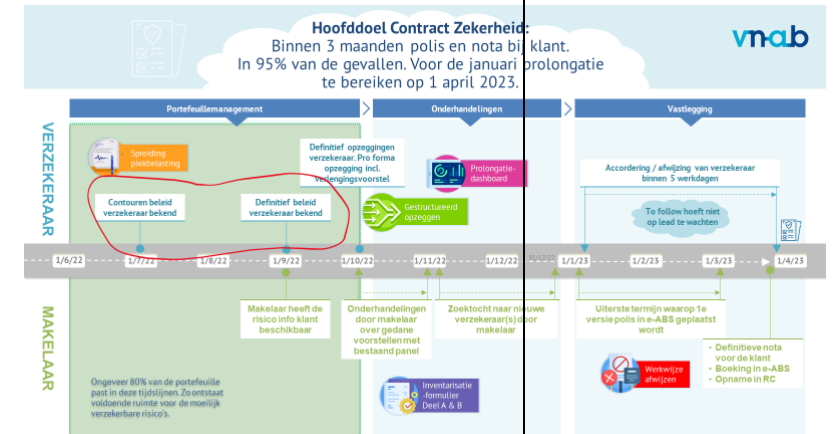 Hoofddoel Contract Zekerheid:
Binnen 3 maanden polis en nota bij klant.
In 95% van de gevallen. Voor de januari prolongatie
te bereiken op 1 april 2023.
vnab
Portefeuillemanagement
Onderhandelingen
Vastlegging
VERZEKERAAR
Spreiding
piekbelasting
Definitief opzeggingen
verzekeraar. Pro forma
opzegging incl.
verlengingsvoorstel
Prolongatie-
dashboard
Accordering / afwijzing van verzekeraar
binnen 5 werkdagen
Contouren beleid
verzekeraar bekend
Definitief beleid
verzekeraar bekend
Gestructureerd
opzeggen
To follow hoeft niet
op lead te wachten
1/6/22
1/7/22
1/8/22
1/9/22
1/10/22
1/11/22
1/12/22
31/12/22
1/1/23
1/2/23
1/3/23
1/4/23
MAKELAAR
Makelaar heeft de
risico info klant
beschikbaar
Onderhandelingen
door makelaar
over gedane
voorstellen met
bestaand panel
Zoektocht naar nieuwe
verzekeraar(s) door
makelaar
Uiterste termijn waarop 1e
versie polis in e-ABS geplaatst
wordt
• Definitieve nota
voor de klant
• Boeking in e-ABS
• Opname in RC
Werkwijze
afwijzen
Inventarisatie
-formulier
Deel A & B
Ongeveer 80% van de portefeuille
past in deze tijdslijnen. Zo ontstaat
voldoende ruimte voor de moeilijk
verzekerbare risico's.